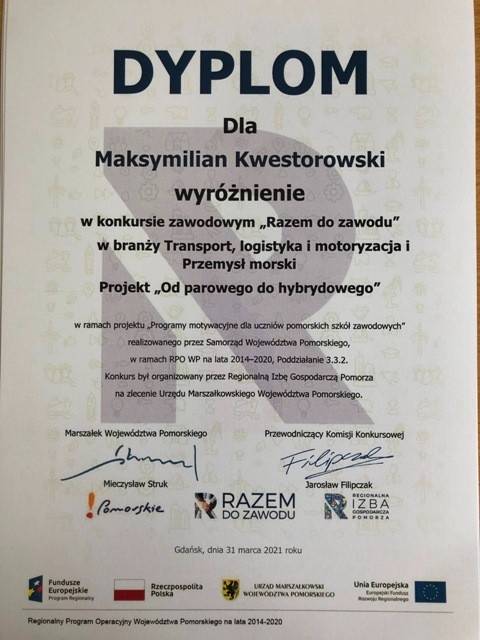 DYPLOM
Dla
Maksymilian Kwestorowski
wyróżnienie
w konkursie zawodowym „Razem do zawodu”
w branży Transport, logistyka i motoryzacja i
Przemysł morski
Projekt „Od parowego do hybrydowego”
w ramach projektu „Programy motywacyjne dla uczniów pomorskich szkół zawodowych”
realizowanego przez Samorząd Województwa Pomorskiego,
w ramach RPO WP na lata 2014–2020, Poddziałanie 3.3.2.
Konkurs był organizowany przez Regionalną Izbę Gospodarczą Pomorza
na zlecenie Urzędu Marszałkowskiego Województwa Pomorskiego.
Marszałek Województwa Pomorskiego Przewodniczący Komisji Konkursowej
Filipczak
Mieczysław Struk Jarosław Filipczak
Pomorskie
RAZEM
DO ZAWODU
REGIONALNA
IZBA
GOSPODARCZA
POMORZA
Gdańsk, dnia 31 marca 2021 roku
Fundusze
Europejskie
Program Regionalny
Rzeczpospolita
Polska
URZĄD MARSZAŁKOWSKI
WOJEWÓDZTWA POMORSKIEGO
Unia Europejska
Europejski Fundusz
Rozwoju Regionalnego
Regionalny Program Operacyjny Województwa Pomorskiego na lata 2014-2020